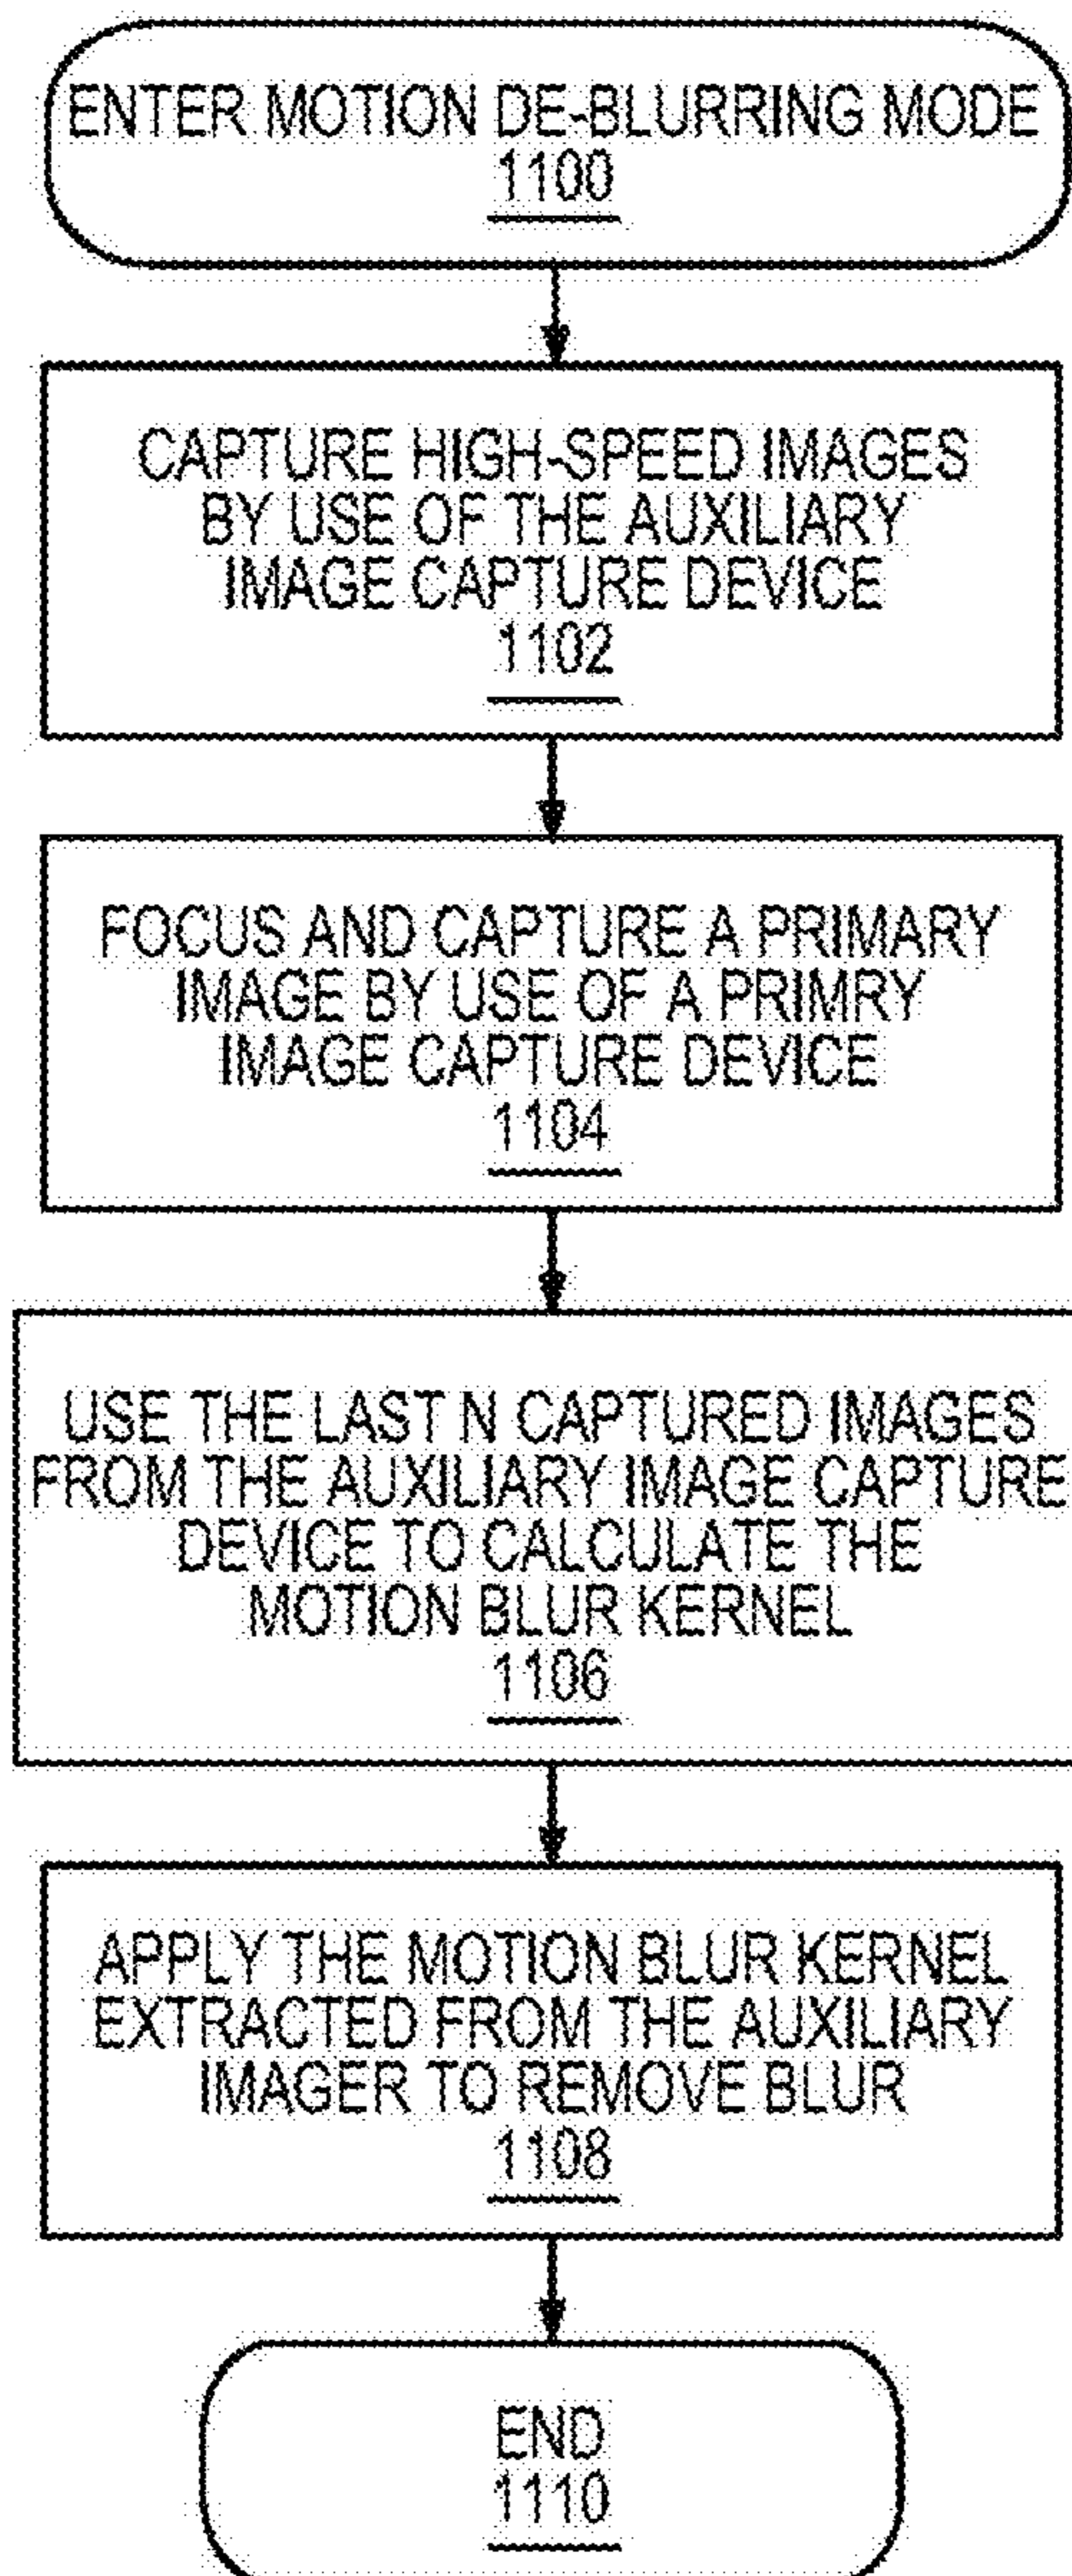 ENTER MOTION DE-BLURRING MODE
1100
CAPTURE HIGH-SPEED IMAGES
BY USE OF THE AUXILIARY
IMAGE CAPTURE DEVICE
1102
FOCUS AND CAPTURE A PRIMARY
IMAGE BY USE OF A PRIMRY
IMAGE CAPTURE DEVICE
1104
USE THE LAST N CAPTURED IMAGES
FROM THE AUXILIARY IMAGE CAPTURE
DEVICE TO CALCULATE THE
MOTION BLUR KERNEL
1106
APPLY THE MOTION BLUR KERNEL
EXTRACTED FROM THE AUXILIARY
IMAGER TO REMOVE BLUR
1108
END
1110